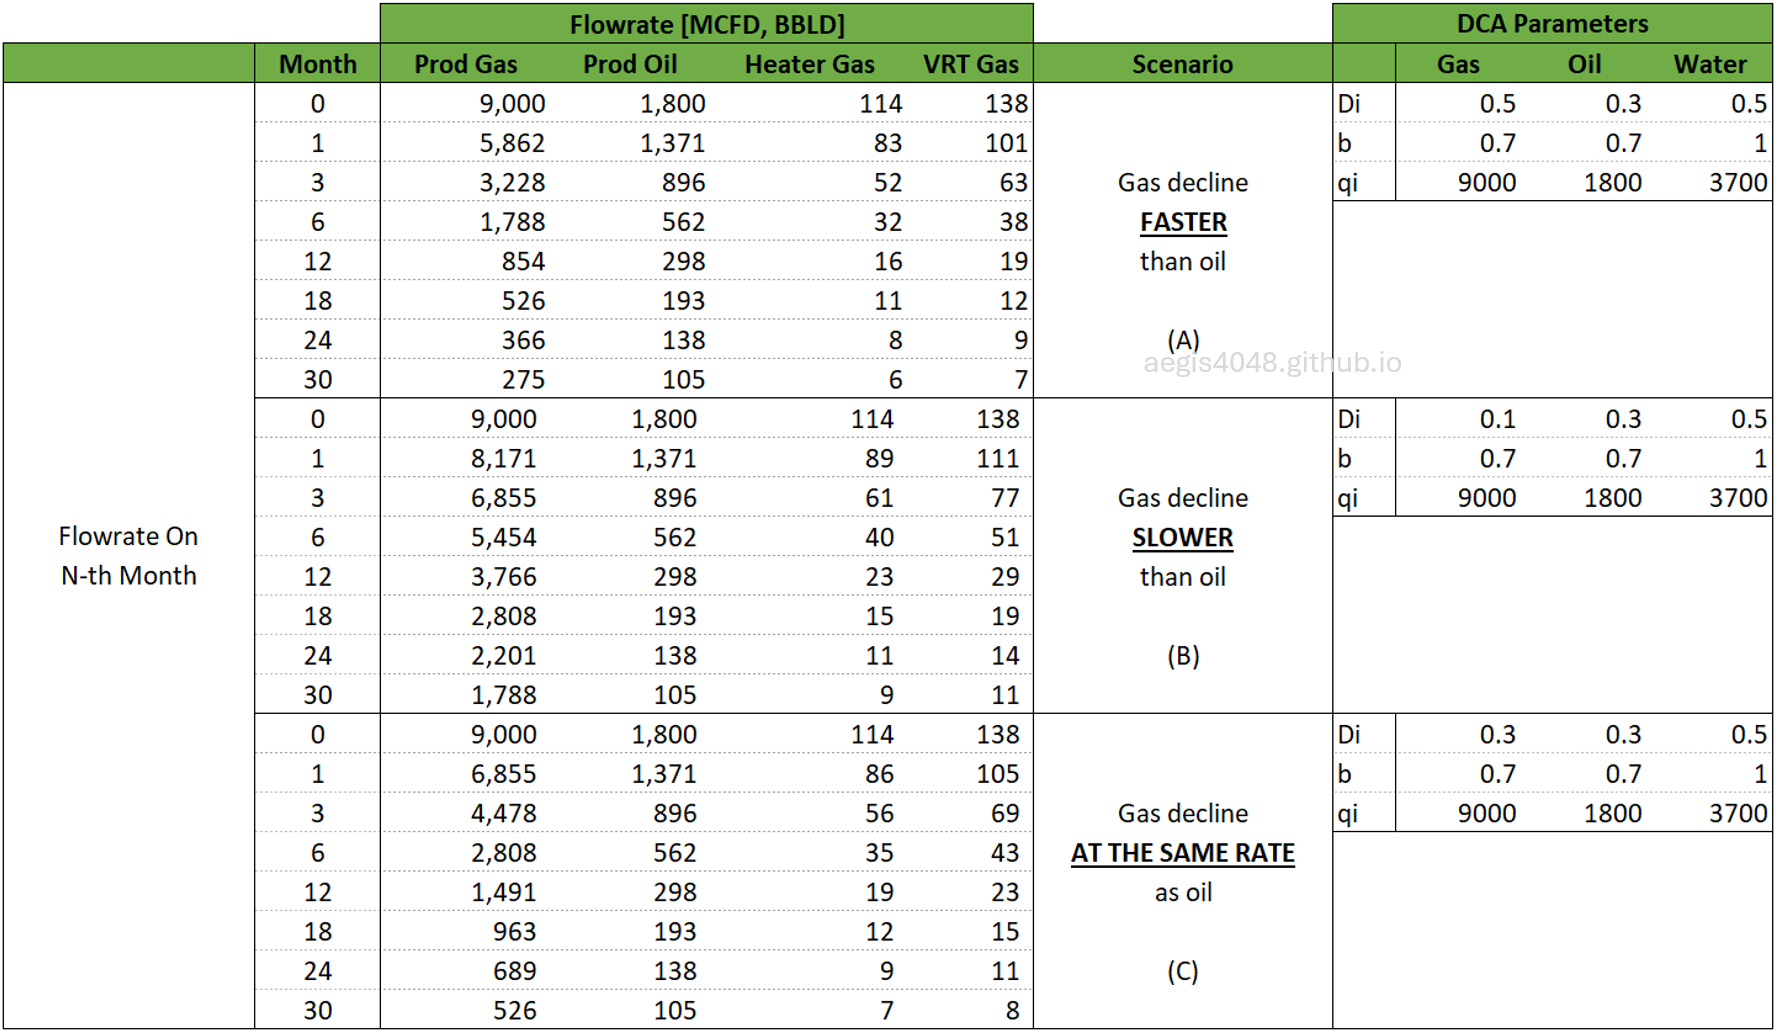 Flowrate [MCFD, BBLD] DCA Parameters
Month Prod Gas Prod Oil Heater Gas VRT Gas Scenario Gas Oil Water
0 9,000 1,800 114 138 Di 0.5 0.3 0.5
1 5,862 1,371 83 101 b 0.7 0.7 1
3 3,228 896 52 63 Gas decline qi 9000 1800 3700
6 1,788 562 32 38 FASTER
12 854 298 16 19 than oil
18 526 193 11 12
24 366 138 8 9 (A)
aegis4048.github.io
30 275 105 6 7
0 9,000 1,800 114 138 Di 0.1 0.3 0.5
1 8,171 1,371 89 111 b 0.7 0.7 1
3 6,855 896 61 77 Gas decline qi 9000 1800 3700
Flowrate On 6 5,454 562 40 51 SLOWER
N-th Month 12 3,766 298 23 29 than oil
18 2,808 193 15 19
24 2,201 138 11 14 (B)
30 1,788 105 9 11
0 9,000 1,800 114 138 Di 0.3 0.3 0.5
1 6,855 1,371 86 105 b 0.7 0.7 1
3 4,478 896 56 69 Gas decline qi 9000 1800 3700
6 2,808 562 35 43 AT THE SAME RATE
12 1,491 298 19 23 as oil
18 963 193 12 15
24 689 138 9 11 (C)
30 526 105 7 8